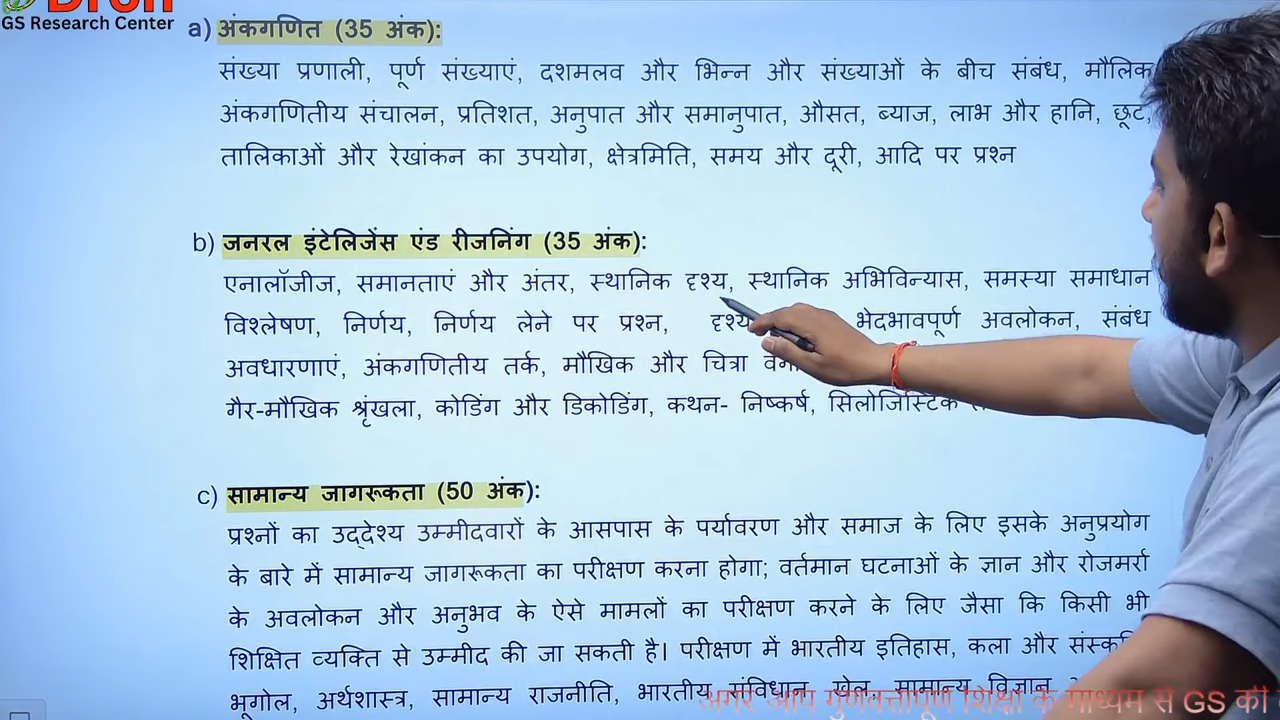 GS Research Center
a) अंकगणित (35 अंक):
संख्या प्रणाली, पूर्ण संख्याएं, दशमलव और भिन्न और संख्याओं के बीच संबंध, मौलिक
अंकगणितीय संचालन, प्रतिशत, अनुपात और समानुपात, औसत, ब्याज, लाभ और हानि, छूट,
तालिकाओं और रेखांकन का उपयोग, क्षेत्रमिति, समय और दूरी, आदि पर प्रश्न
b) जनरल इंटेलिजेंस एंड रीजनिंग (35 अंक):
एनालॉजीज, समानताएं और अंतर, स्थानिक दृश्य, स्थानिक अभिविन्यास, समस्या समाधान
विश्लेषण, निर्णय, निर्णय लेने पर प्रश्न, दृश्य भेदभावपूर्ण अवलोकन, संबंध
अवधारणाएं, अंकगणितीय तर्क, मौखिक और चित्रा
गैर-मौखिक श्रृंखला, कोडिंग और डिकोडिंग, कथन- निष्कर्ष, सिलोजिस्टिक
c) सामान्य जागरूकता (50 अंक):
प्रश्नों का उद्देश्य उम्मीदवारों के आसपास के पर्यावरण और समाज के लिए इसके अनुप्रयोग
के बारे में सामान्य जागरूकता का परीक्षण करना होगा; वर्तमान घटनाओं के ज्ञान और रोजमर्रा
के अवलोकन और अनुभव के ऐसे मामलों का परीक्षण करने के लिए जैसा कि किसी भी
शिक्षित व्यक्ति से उम्मीद की जा सकती है। परीक्षण में भारतीय इतिहास, कला और
भूगोल, अर्थशास्त्र, सामान्य राजनीति, भारतीय संविधान, खेल, सामान्य विज्ञान
अगर आप गुणवत्तापूर्ण शिक्षा के माध्यम से GS की